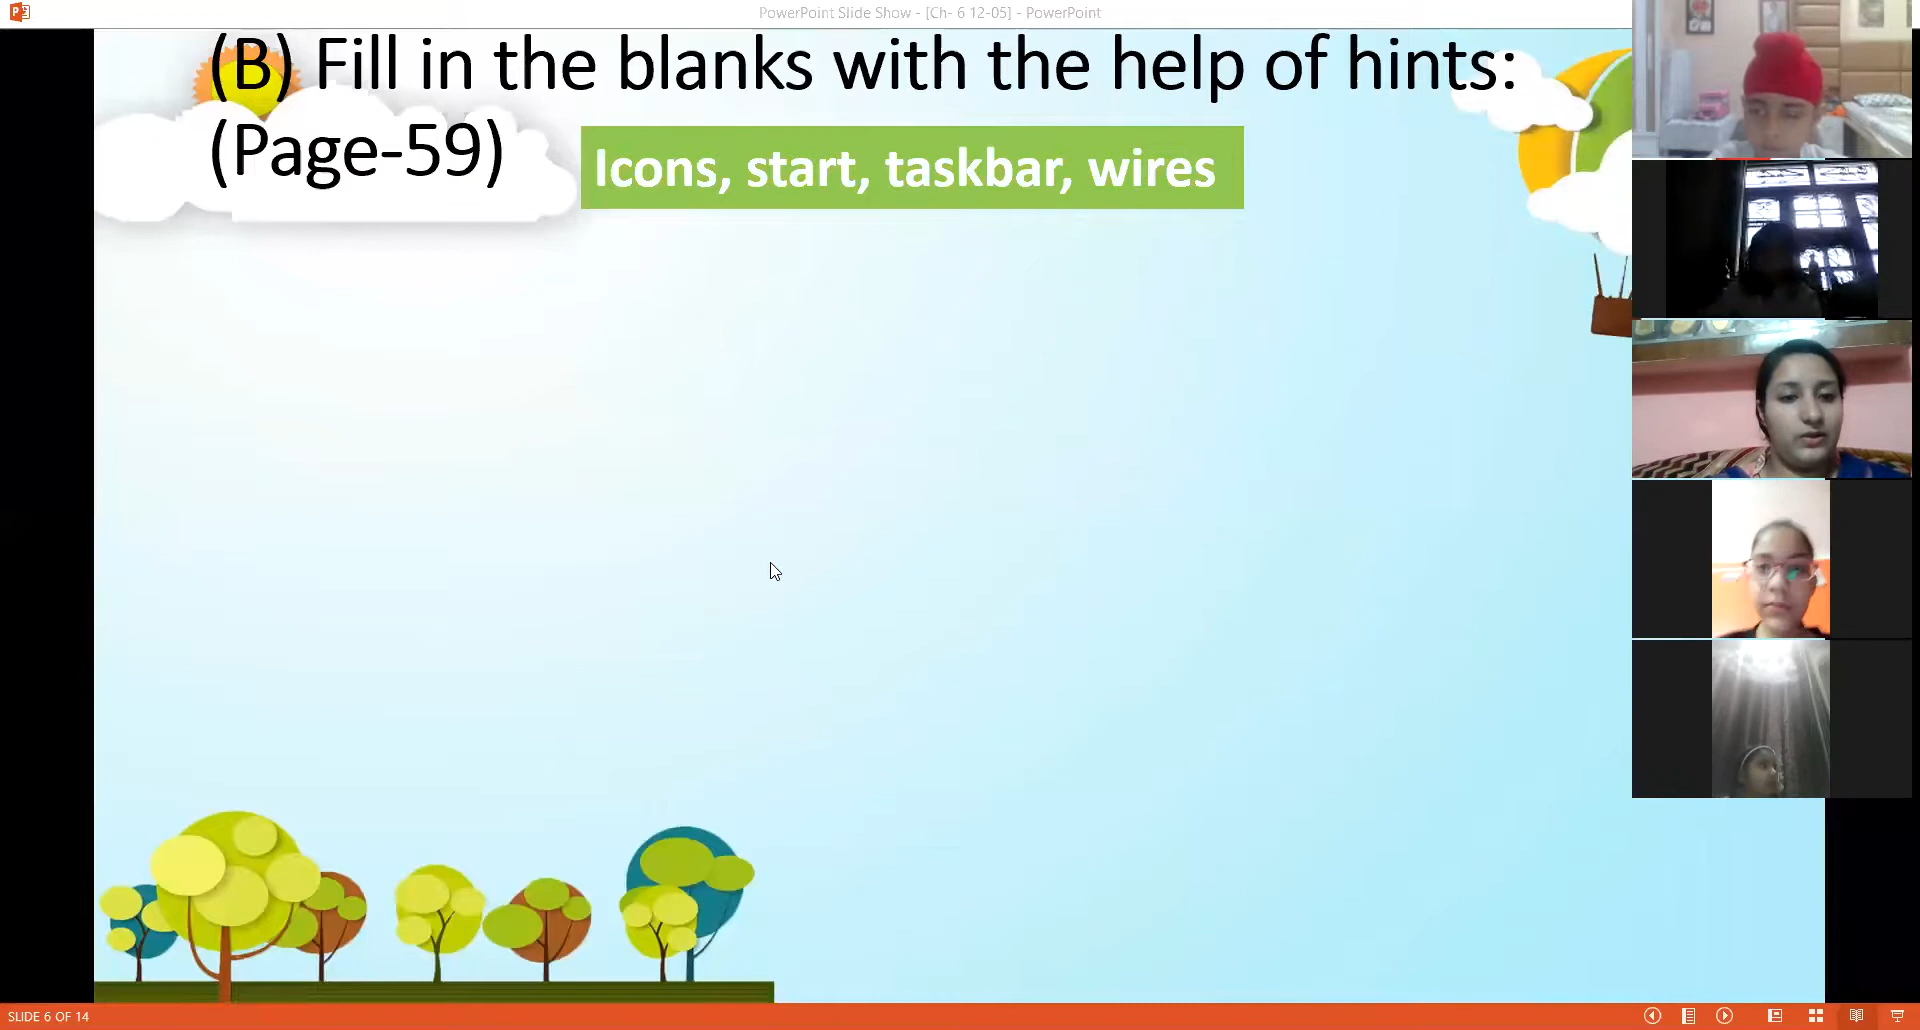 PowerPoint Slide Show - [Ch- 6 12-05] - PowerPoint
(B) Fill in the blanks with the help of hints:
(Page-59)
Icons, start, taskbar, wires
SLIDE 6 OF 14